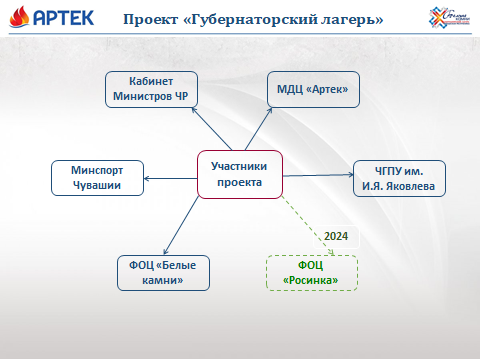 АРТЕК
Проект «Губернаторский лагерь»
Кабинет
Министров ЧР
МДЦ «Артек»
Минспорт
Чувашии
Участники
проекта
ЧГПУ им.
И.Я. Яковлева
2024
ФОЦ «Белые
камни»
ФОЦ
«Росинка»